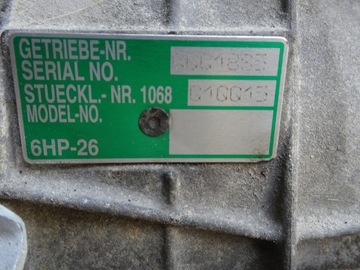 GETRIEBE-NR.
SERIAL NO.
STUECKL.- NR. 1068
MODEL-NO.
6HP-26